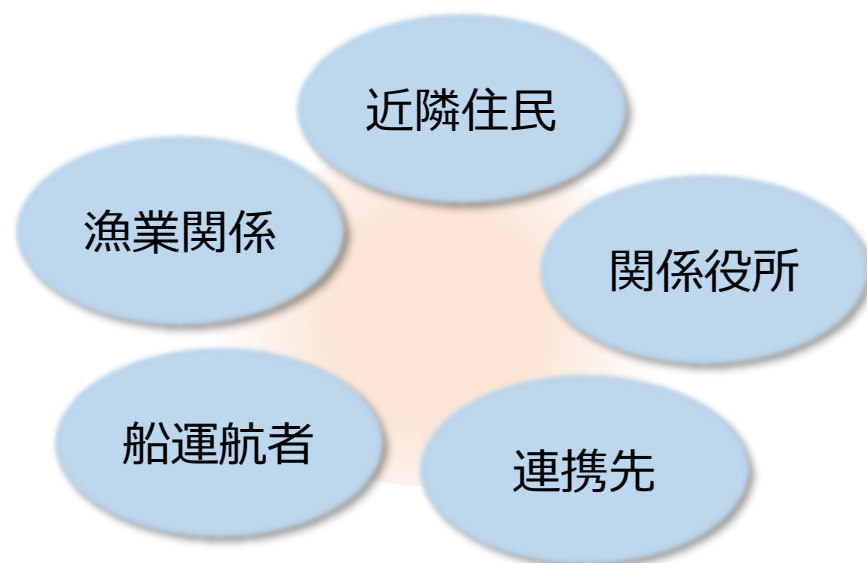 近隣住民
漁業関係
関係役所
船運航者
連携先